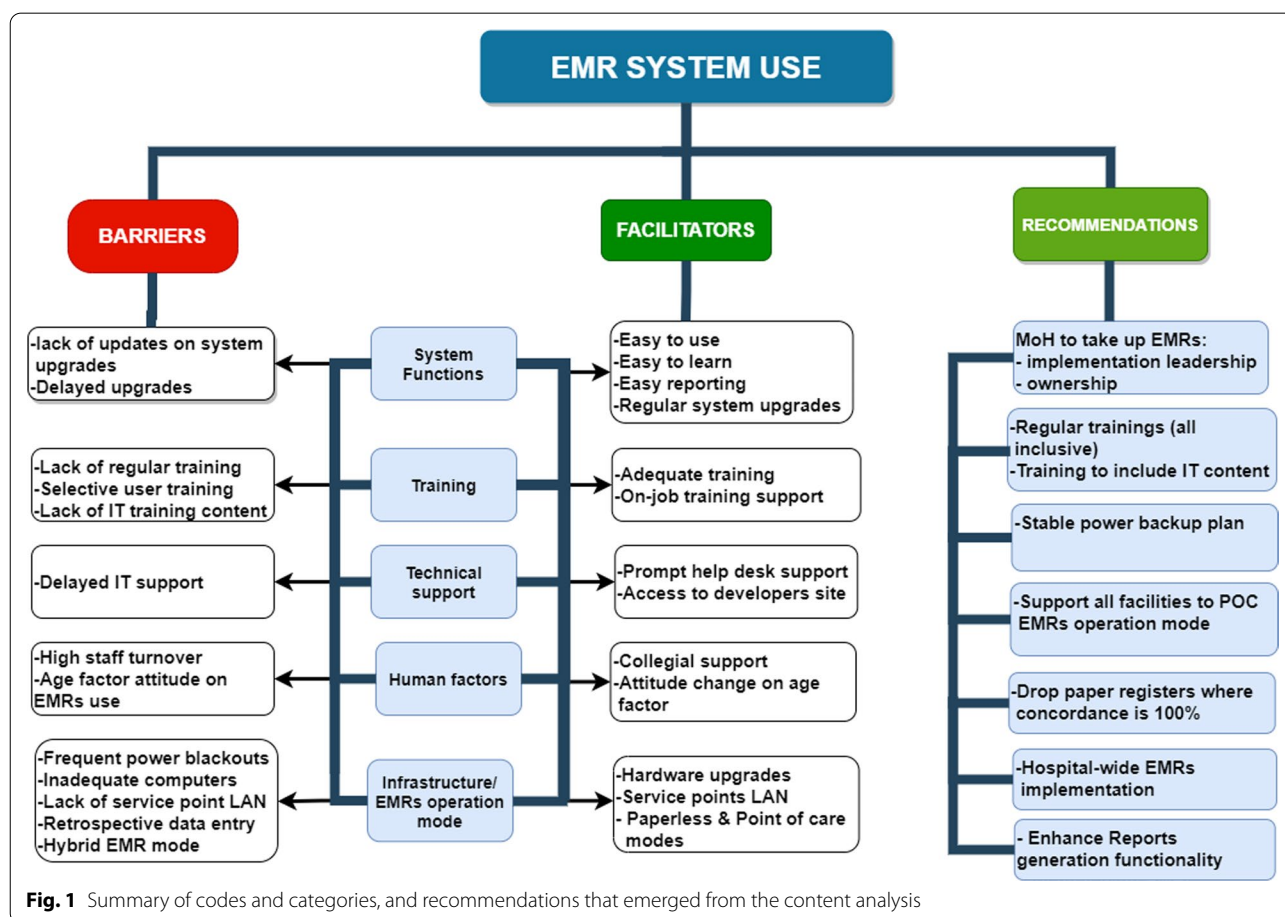 EMR SYSTEM USE
BARRIERS
FACILITATORS
RECOMMENDATIONS
-lack of updates on system
upgrades
-Delayed upgrades
System
Functions
-Easy to use
-Easy to learn
-Easy reporting
-Regular system upgrades
MoH to take up EMRs:
- implementation leadership
- ownership
-Lack of regular training
-Selective user training
-Lack of IT training content
Training
-Adequate training
-On-job training support
-Regular trainings (all
inclusive)
-Training to include IT content
-Delayed IT support
Technical
support
-Prompt help desk support
-Access to developers site
-Stable power backup plan
-High staff turnover
-Age factor attitude on
EMRs use
Human factors
-Collegial support
-Attitude change on age
factor
-Support all facilities to POC
EMRs operation mode
-Drop paper registers where
concordance is 100%
-Frequent power blackouts
-Inadequate computers
-Lack of service point LAN
-Retrospective data entry
-Hybrid EMR mode
Infrastructure/
EMRs operation
mode
-Hardware upgrades
-Service points LAN
- Paperless & Point of care
modes
-Hospital-wide EMRs
implementation
- Enhance Reports
generation functionality
Fig. 1 Summary of codes and categories, and recommendations that emerged from the content analysis